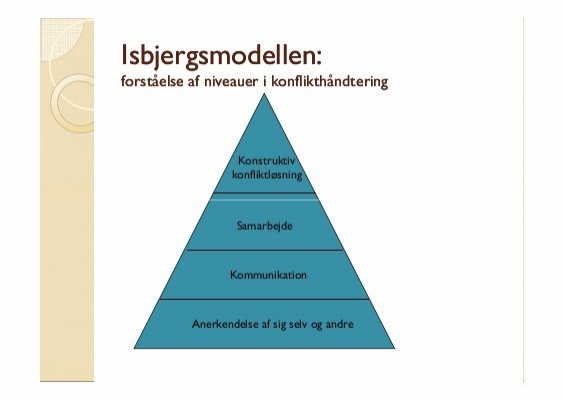 Isbjergsmodellen:
forståelse af niveauer i konflikthåndtering
Konstruktiv
konfliktløsning
Samarbejde
Kommunikation
Anerkendelse af sig selv og andre